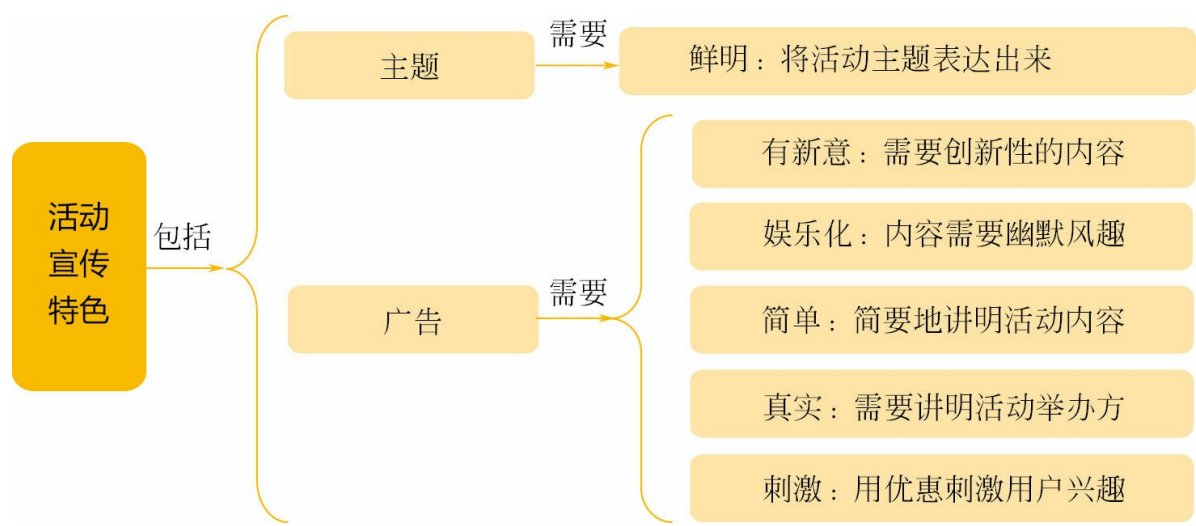 活动
宣传
特色
包括
主题
需要
鲜明：将活动主题表达出来
广告
需要
有新意：需要创新性的内容
娱乐化：内容需要幽默风趣
简单：简要地讲明活动内容
真实：需要讲明活动举办方
刺激：用优惠刺激用户兴趣